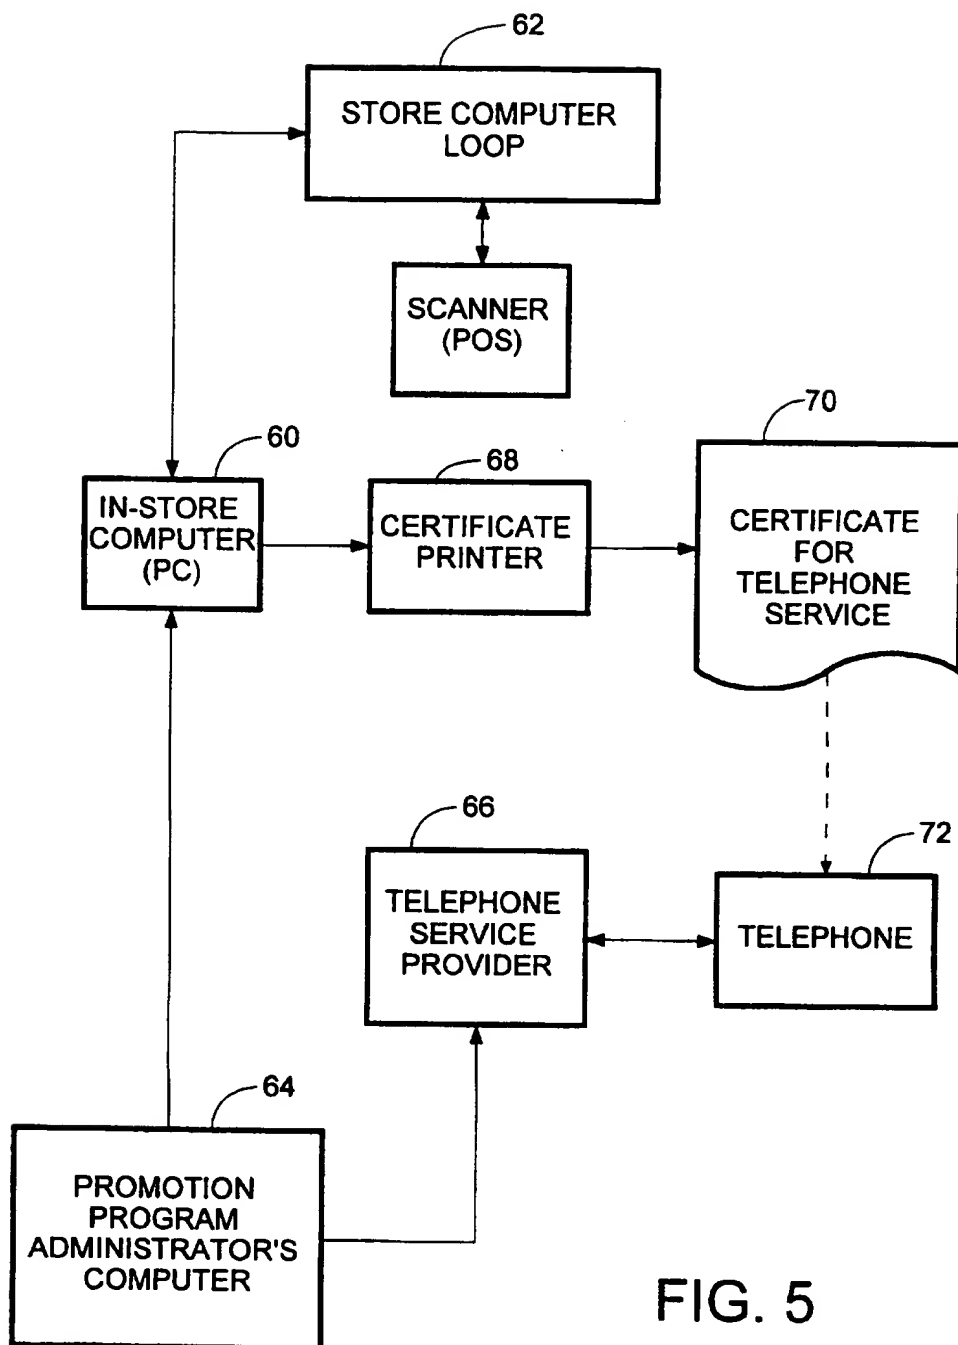 62
STORE COMPUTER
LOOP
SCANNER
(POS)
60
IN-STORE
COMPUTER
(PC)
68
CERTIFICATE
PRINTER
70
CERTIFICATE
FOR
TELEPHONE
SERVICE
66
TELEPHONE
SERVICE
PROVIDER
72
TELEPHONE
64
PROMOTION
PROGRAM
ADMINISTRATOR'S
COMPUTER
FIG. 5